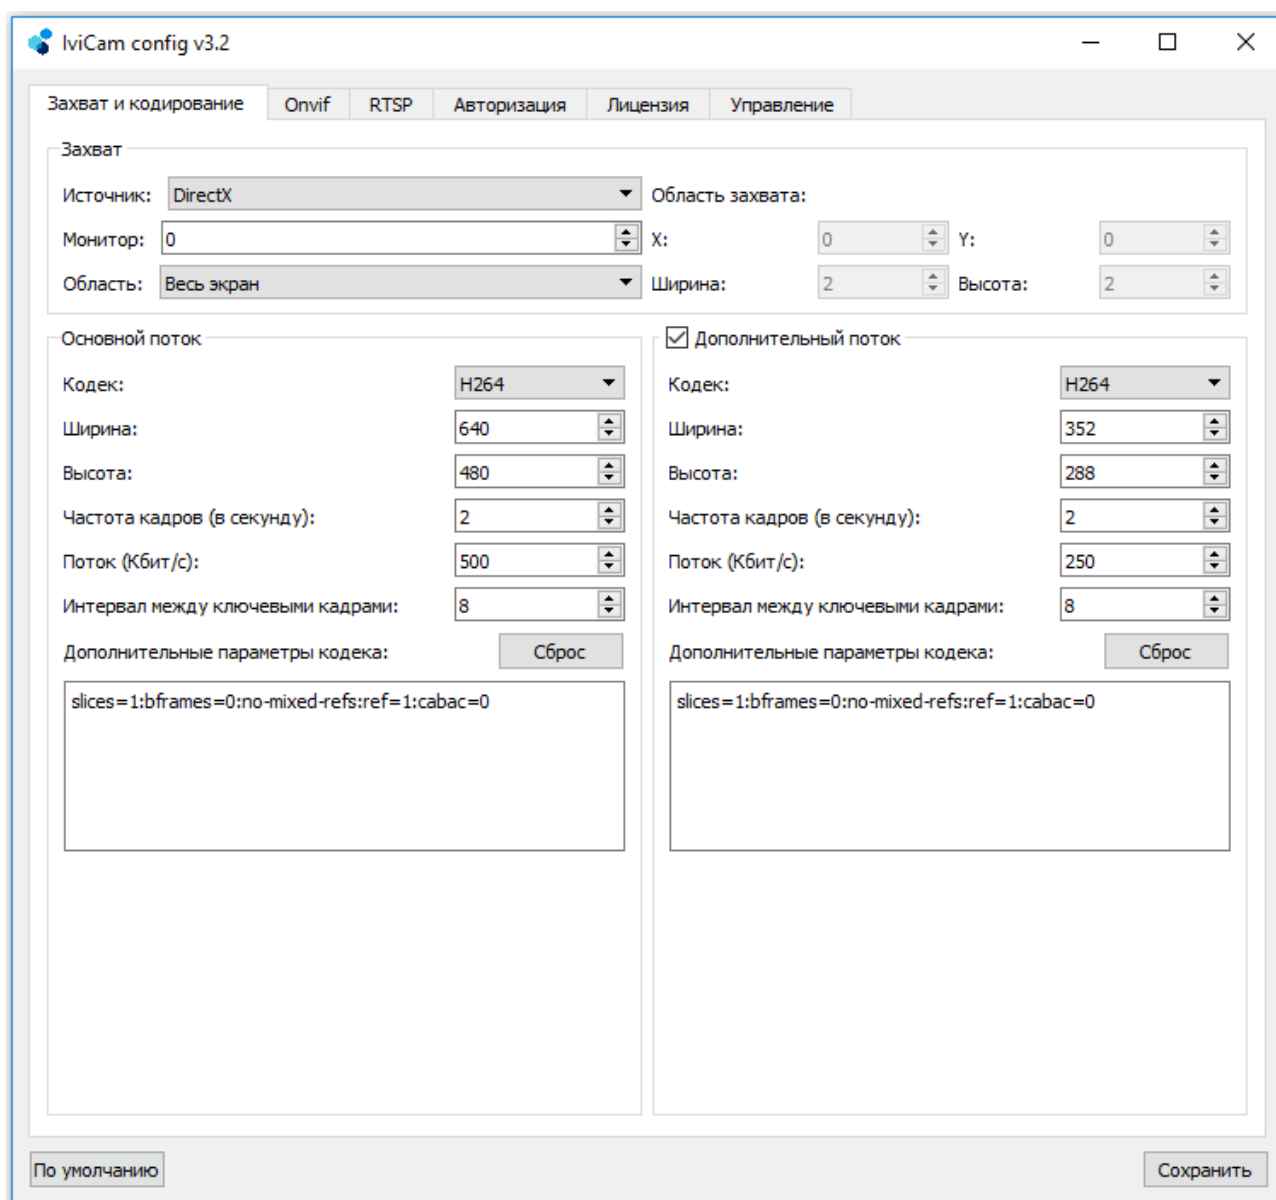 IviCam config v3.2
Захват и кодирование Onvif RTSP Авторизация Лицензия Управление
Захват
Источник: DirectX Область захвата:
Монитор: 0 X: 0 Y: 0
Область: Весь экран Ширина: 2 Высота: 2
Основной поток Дополнительный поток
Кодек: H264 Кодек: H264
Ширина: 640 Ширина: 352
Высота: 480 Высота: 288
Частота кадров (в секунду): 2 Частота кадров (в секунду): 2
Поток (Кбит/с): 500 Поток (Кбит/с): 250
Интервал между ключевыми кадрами: 8 Интервал между ключевыми кадрами: 8
Дополнительные параметры кодека: Сброс Дополнительные параметры кодека: Сброс
slices=1:bframes=0:no-mixed-refs:ref=1:cabac=0 slices=1:bframes=0:no-mixed-refs:ref=1:cabac=0
По умолчанию Сохранить